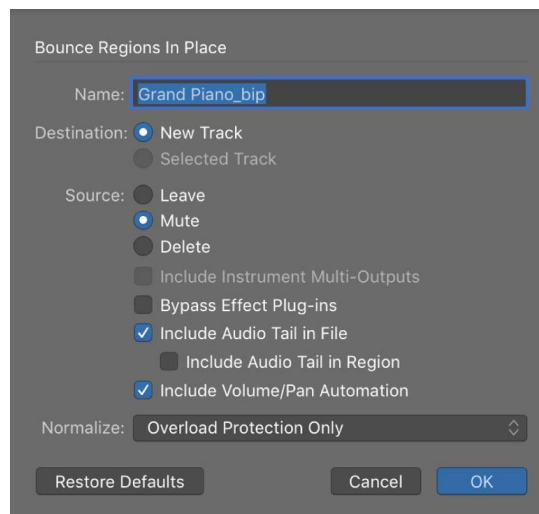 Bounce Regions In Place
Name: Grand Piano_bip
Destination: New Track
Selected Track
Source: Leave
Mute
Delete
Include Instrument Multi-Outputs
Bypass Effect Plug-ins
Include Audio Tail in File
Include Audio Tail in Region
Include Volume/Pan Automation
Normalize: Overload Protection Only
Restore Defaults Cancel OK